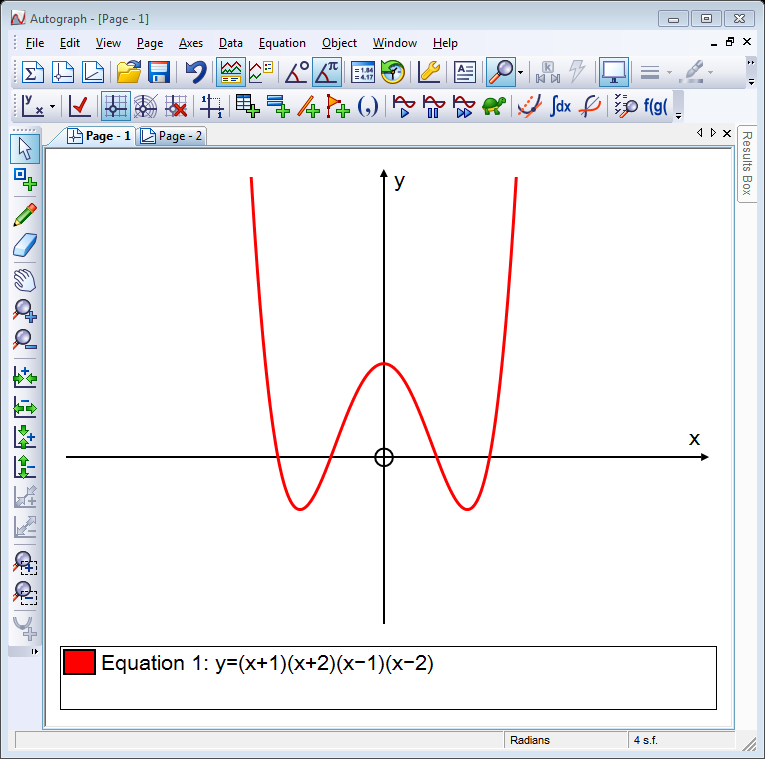 Autograph - [Page - 1]
File Edit View Page Axes Data Equation Object Window Help
Page - 1 Page - 2
Results Box
y
x
Equation 1: y=(x+1)(x+2)(x−1)(x−2)
Radians 4 s.f.